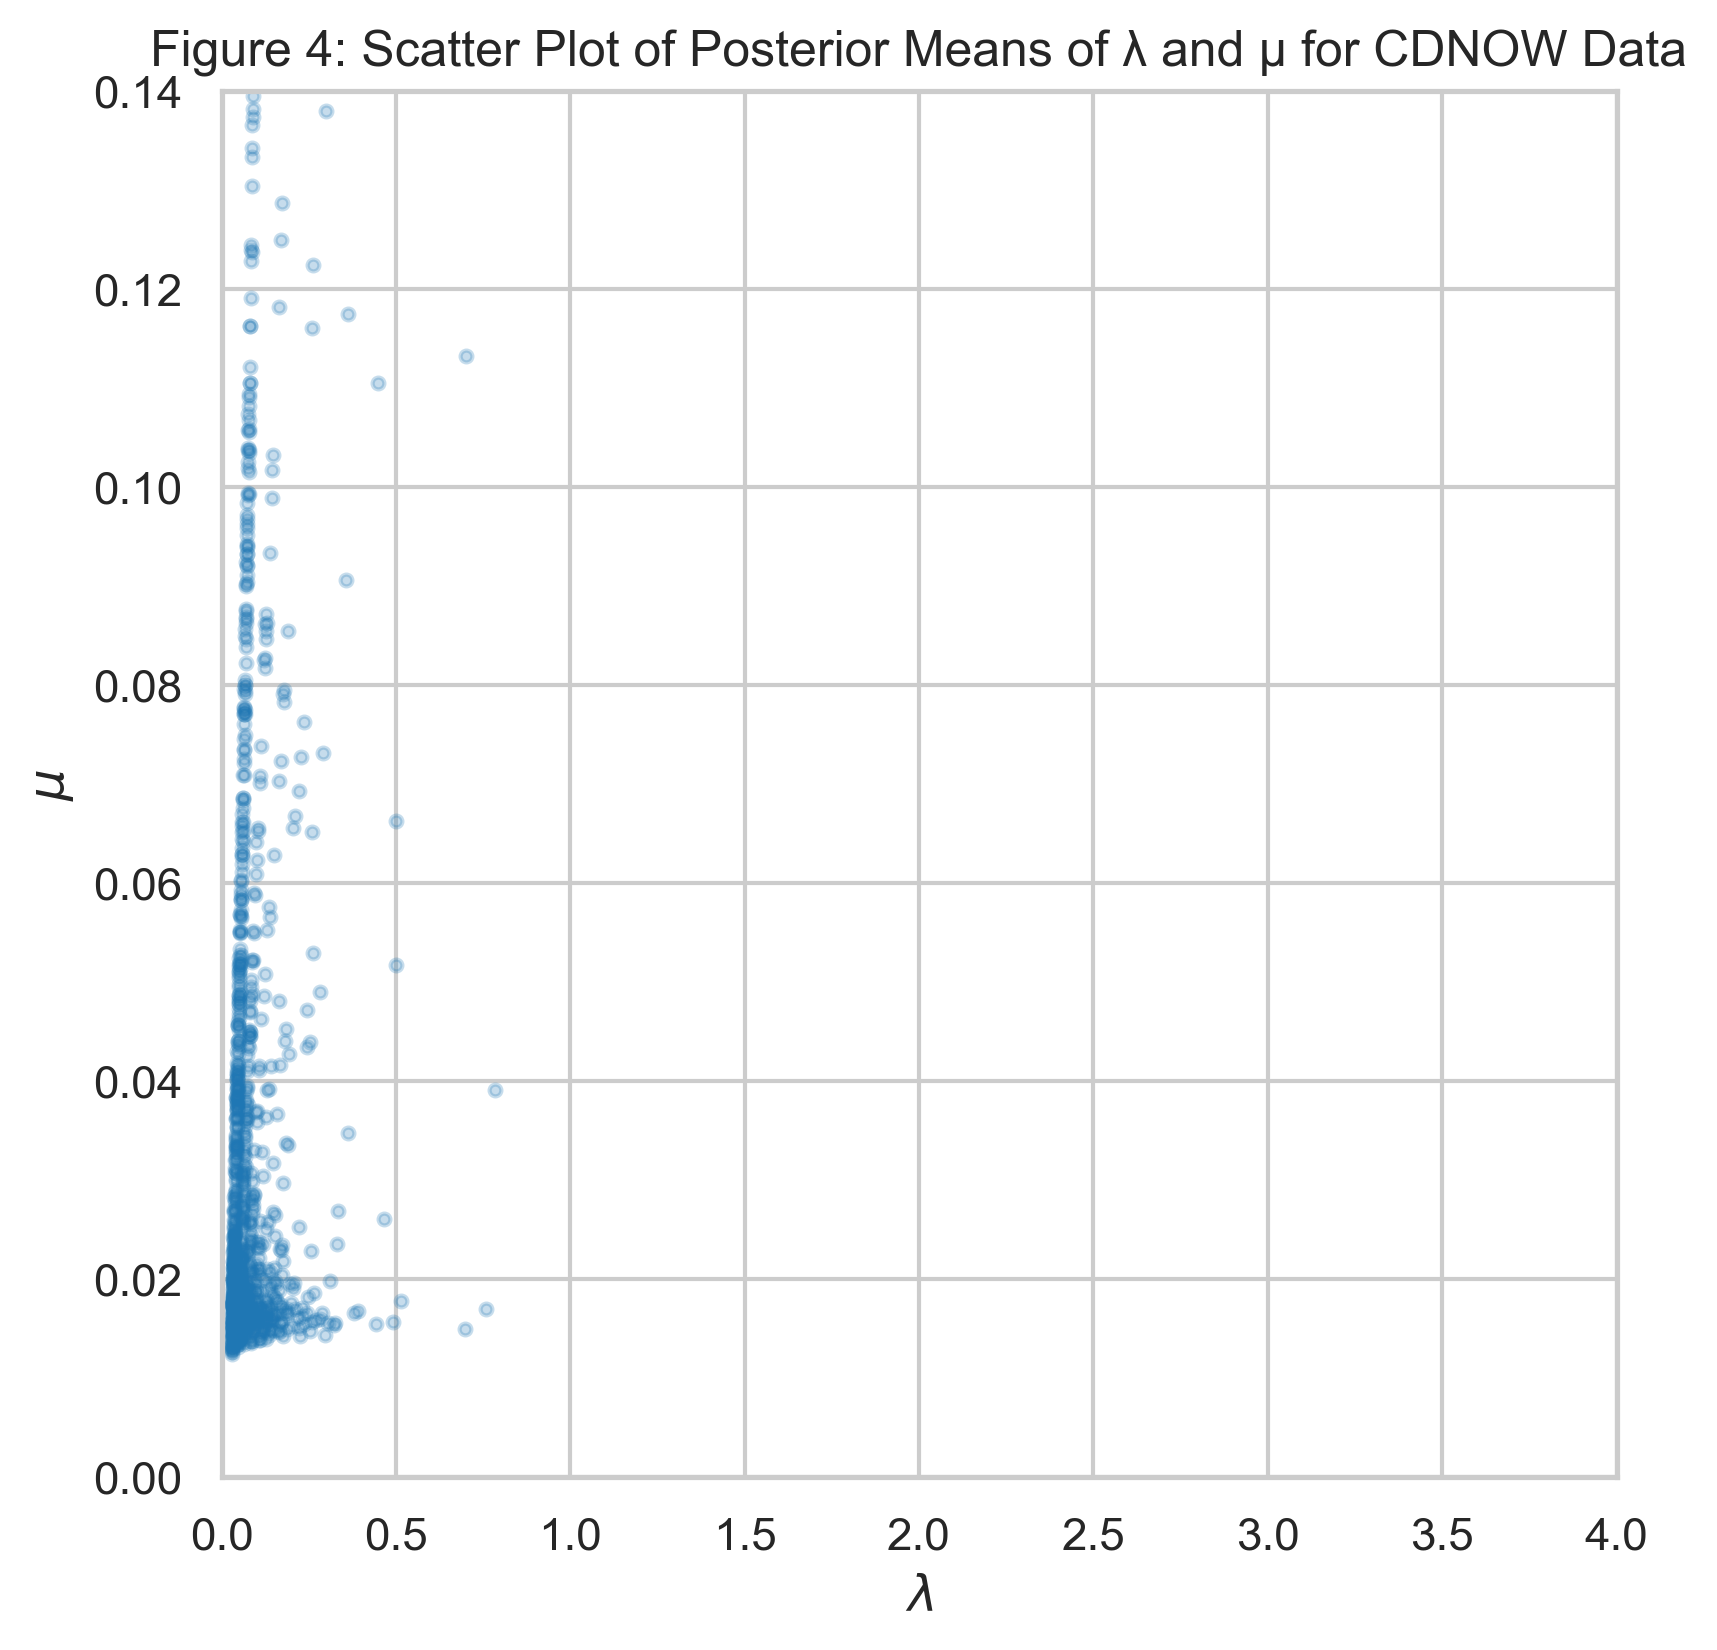 Figure 4: Scatter Plot of Posterior Means of λ and μ for CDNOW Data
0.14
0.12
0.10
0.08
0.06
0.04
0.02
0.00
μ
0.0 0.5 1.0 1.5 2.0 2.5 3.0 3.5 4.0
λ